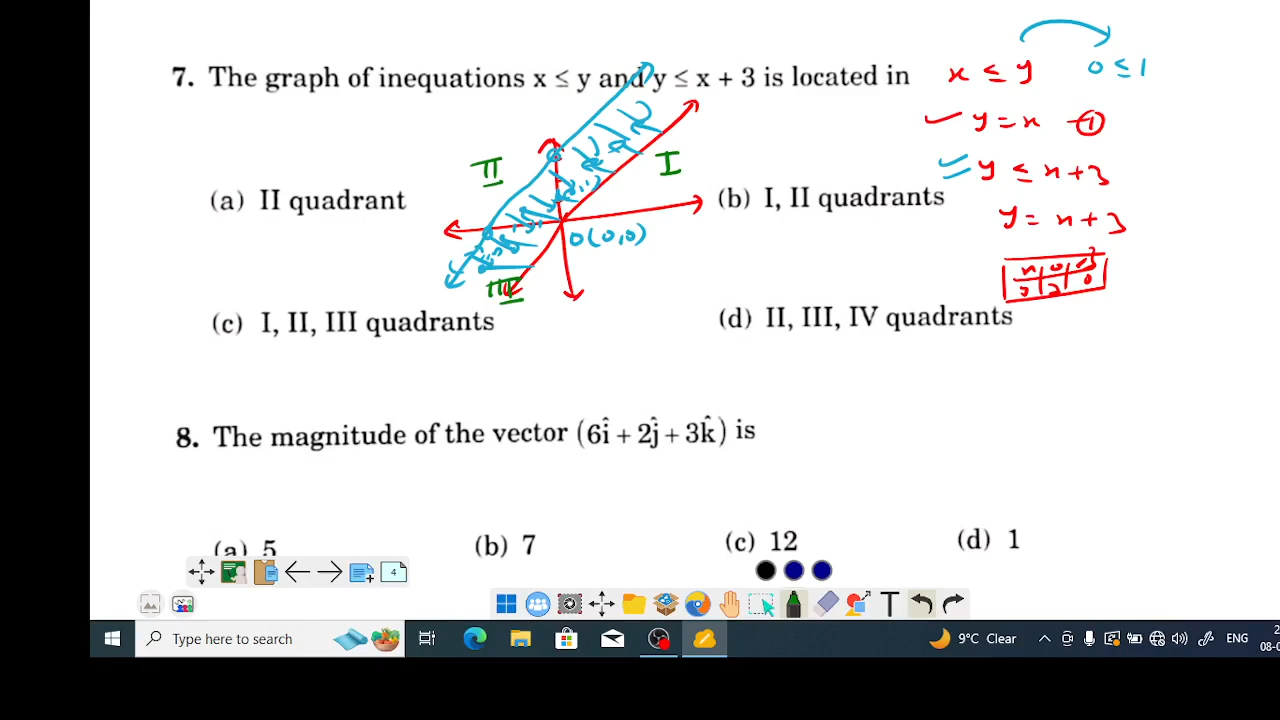 7. The graph of inequations x ≤ y and y ≤ x + 3 is located in
x ≤ y 0 ≤ 1
y = x
II
I
y ≤ x + 3
(a) II quadrant
(b) I, II quadrants
y = x + 3
O(0,0)
III
(c) I, II, III quadrants
(d) II, III, IV quadrants
8. The magnitude of the vector (6î + 2ĵ + 3k̂) is
(a) 5
(b) 7
(c) 12
(d) 1
4
T
Type here to search
9°C Clear
ENG